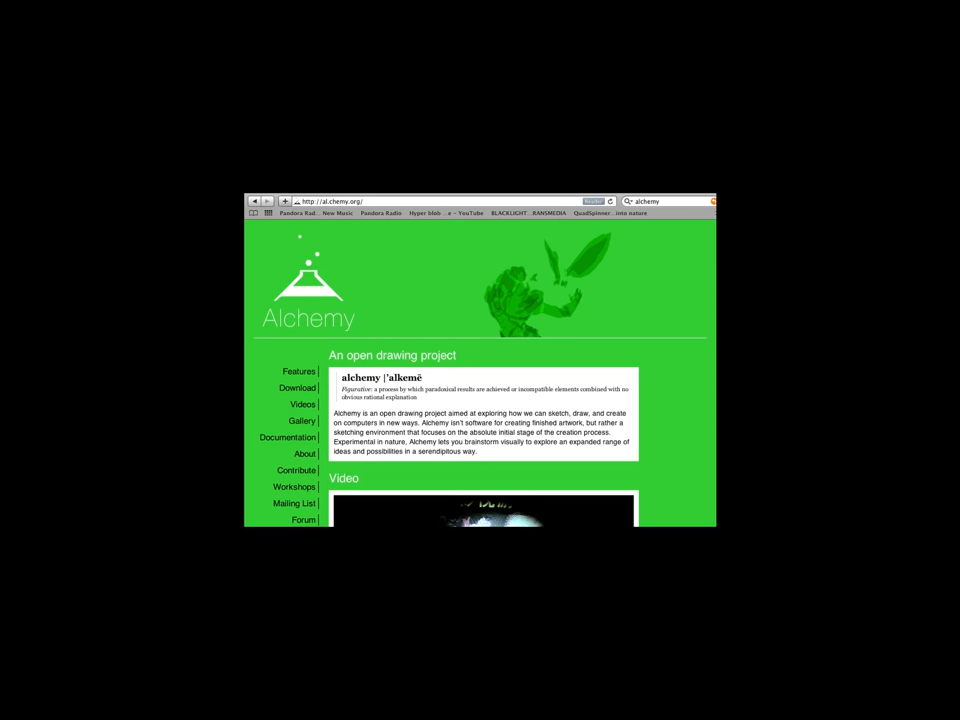 http://al.chemy.org/
Reader
alchemy
Pandora Rad... New Music
Pandora Radio
Hyper blob ...e - YouTube
BLACKLIGHT...RANSMEDIA
QuadSpinner...into nature
Alchemy
An open drawing project
alchemy |'alkemē
Figurative: a process by which paradoxical results are achieved or incompatible elements combined with no
obvious rational explanation
Alchemy is an open drawing project aimed at exploring how we can sketch, draw, and create
on computers in new ways. Alchemy isn't software for creating finished artwork, but rather a
sketching environment that focuses on the absolute initial stage of the creation process.
Experimental in nature, Alchemy lets you brainstorm visually to explore an expanded range of
ideas and possibilities in a serendipitous way.
Features
Download
Videos
Gallery
Documentation
About
Contribute
Workshops
Mailing List
Forum
Video